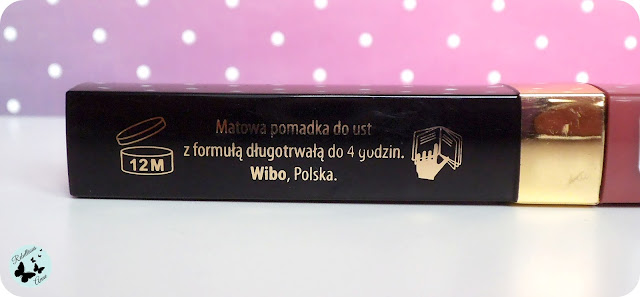 Matowa pomadka do ust
z formułą długotrwałą do 4 godzin.
Wibo, Polska.
12M